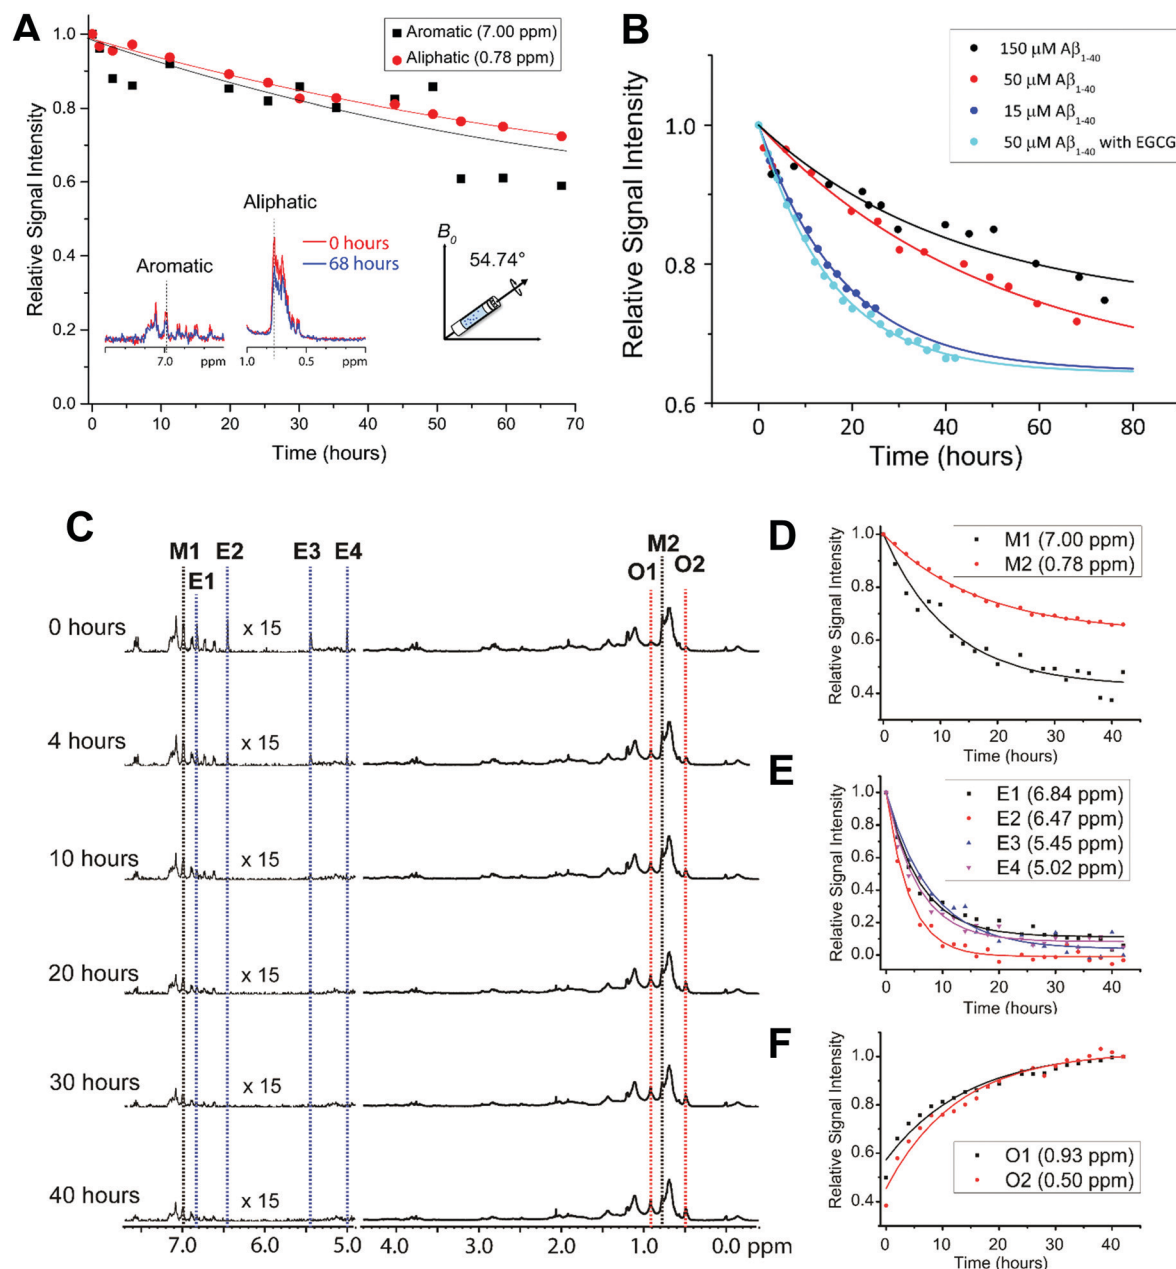 A
Relative Signal Intensity
1.0
0.8
0.6
0.4
0.2
0.0
Aromatic (7.00 ppm)
Aliphatic (0.78 ppm)
Aliphatic
0 hours
68 hours
Aromatic
7.0 ppm
1.0 0.5 ppm
B₀
54.74°
0 10 20 30 40 50 60 70
Time (hours)
B
Relative Signal Intensity
1.0
0.8
0.6
150 μM Aβ₁₋₄₀
50 μM Aβ₁₋₄₀
15 μM Aβ₁₋₄₀
50 μM Aβ₁₋₄₀ with EGCG
0 20 40 60 80
Time (hours)
C
M1 E2 E3 E4 M2
E1 O1 O2
0 hours x 15
4 hours x 15
10 hours x 15
20 hours x 15
30 hours x 15
40 hours x 15
7.0 6.0 5.0 4.0 3.0 2.0 1.0 0.0 ppm
D
Relative Signal Intensity
1.0
0.8
0.6
0.4
M1 (7.00 ppm)
M2 (0.78 ppm)
0 10 20 30 40
Time (hours)
E
Relative Signal Intensity
1.0
0.8
0.6
0.4
0.2
0.0
E1 (6.84 ppm)
E2 (6.47 ppm)
E3 (5.45 ppm)
E4 (5.02 ppm)
0 10 20 30 40
Time (hours)
F
Relative Signal Intensity
1.0
0.8
0.6
0.4
O1 (0.93 ppm)
O2 (0.50 ppm)
0 10 20 30 40
Time (hours)